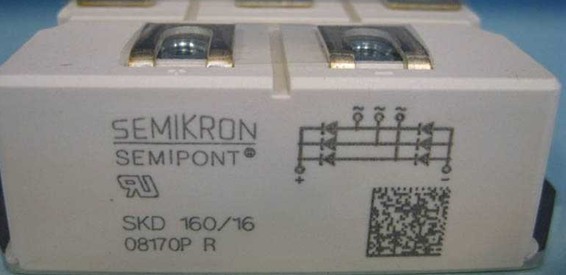 SEMIKRON
SEMIPONT®
SKD 160/16
08170P R
~ ~ ~
+ -